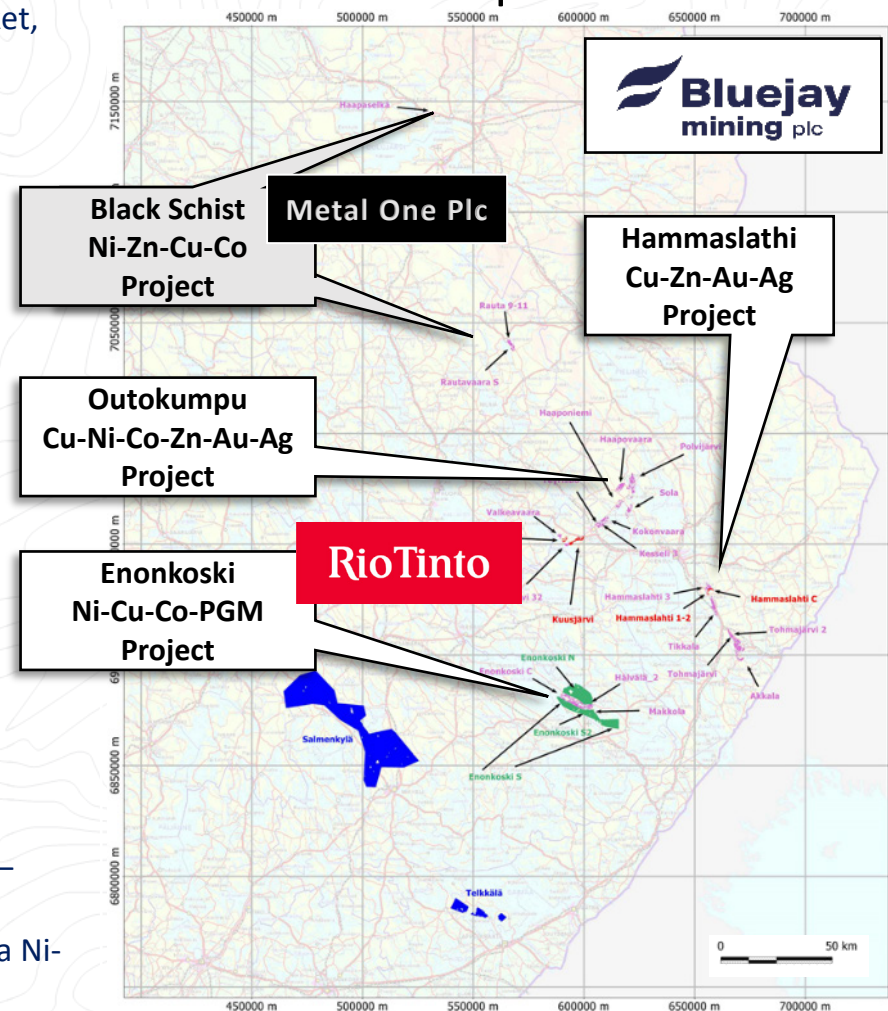 ket,
450000 m
500000 m
550000 m
600000 m
650000 m
700000 m
7150000 m
Haapaselkä
Bluejay
mining plc
Black Schist
Ni-Zn-Cu-Co
Project
Metal One Plc
Hammaslathi
Cu-Zn-Au-Ag
Project
7050000 m
Rauta 9-11
Rautavaara S
Outokumpu
Cu-Ni-Co-Zn-Au-Ag
Project
Haaponiemi
Haapovaara
Polvijärvi
Sola
Valkeavaara
Kokonvaara
Kesseli 3
RioTinto
Kuusjärvi
Enonkoski
Ni-Cu-Co-PGM
Project
Hammaslahti 3
Hammaslahti C
Hammaslahti 1-2
Tohmajärvi 2
Tikkala
Tohmajärvi
Akkala
Enonkoski N
Enonkoski C
Hälvälä_2
Makkola
Enonkoski S2
Enonkoski S
Salmenkylä
6850000 m
6800000 m
Telkkälä
–
a Ni-
0
50 km
450000 m
500000 m
550000 m
600000 m
650000 m
700000 m